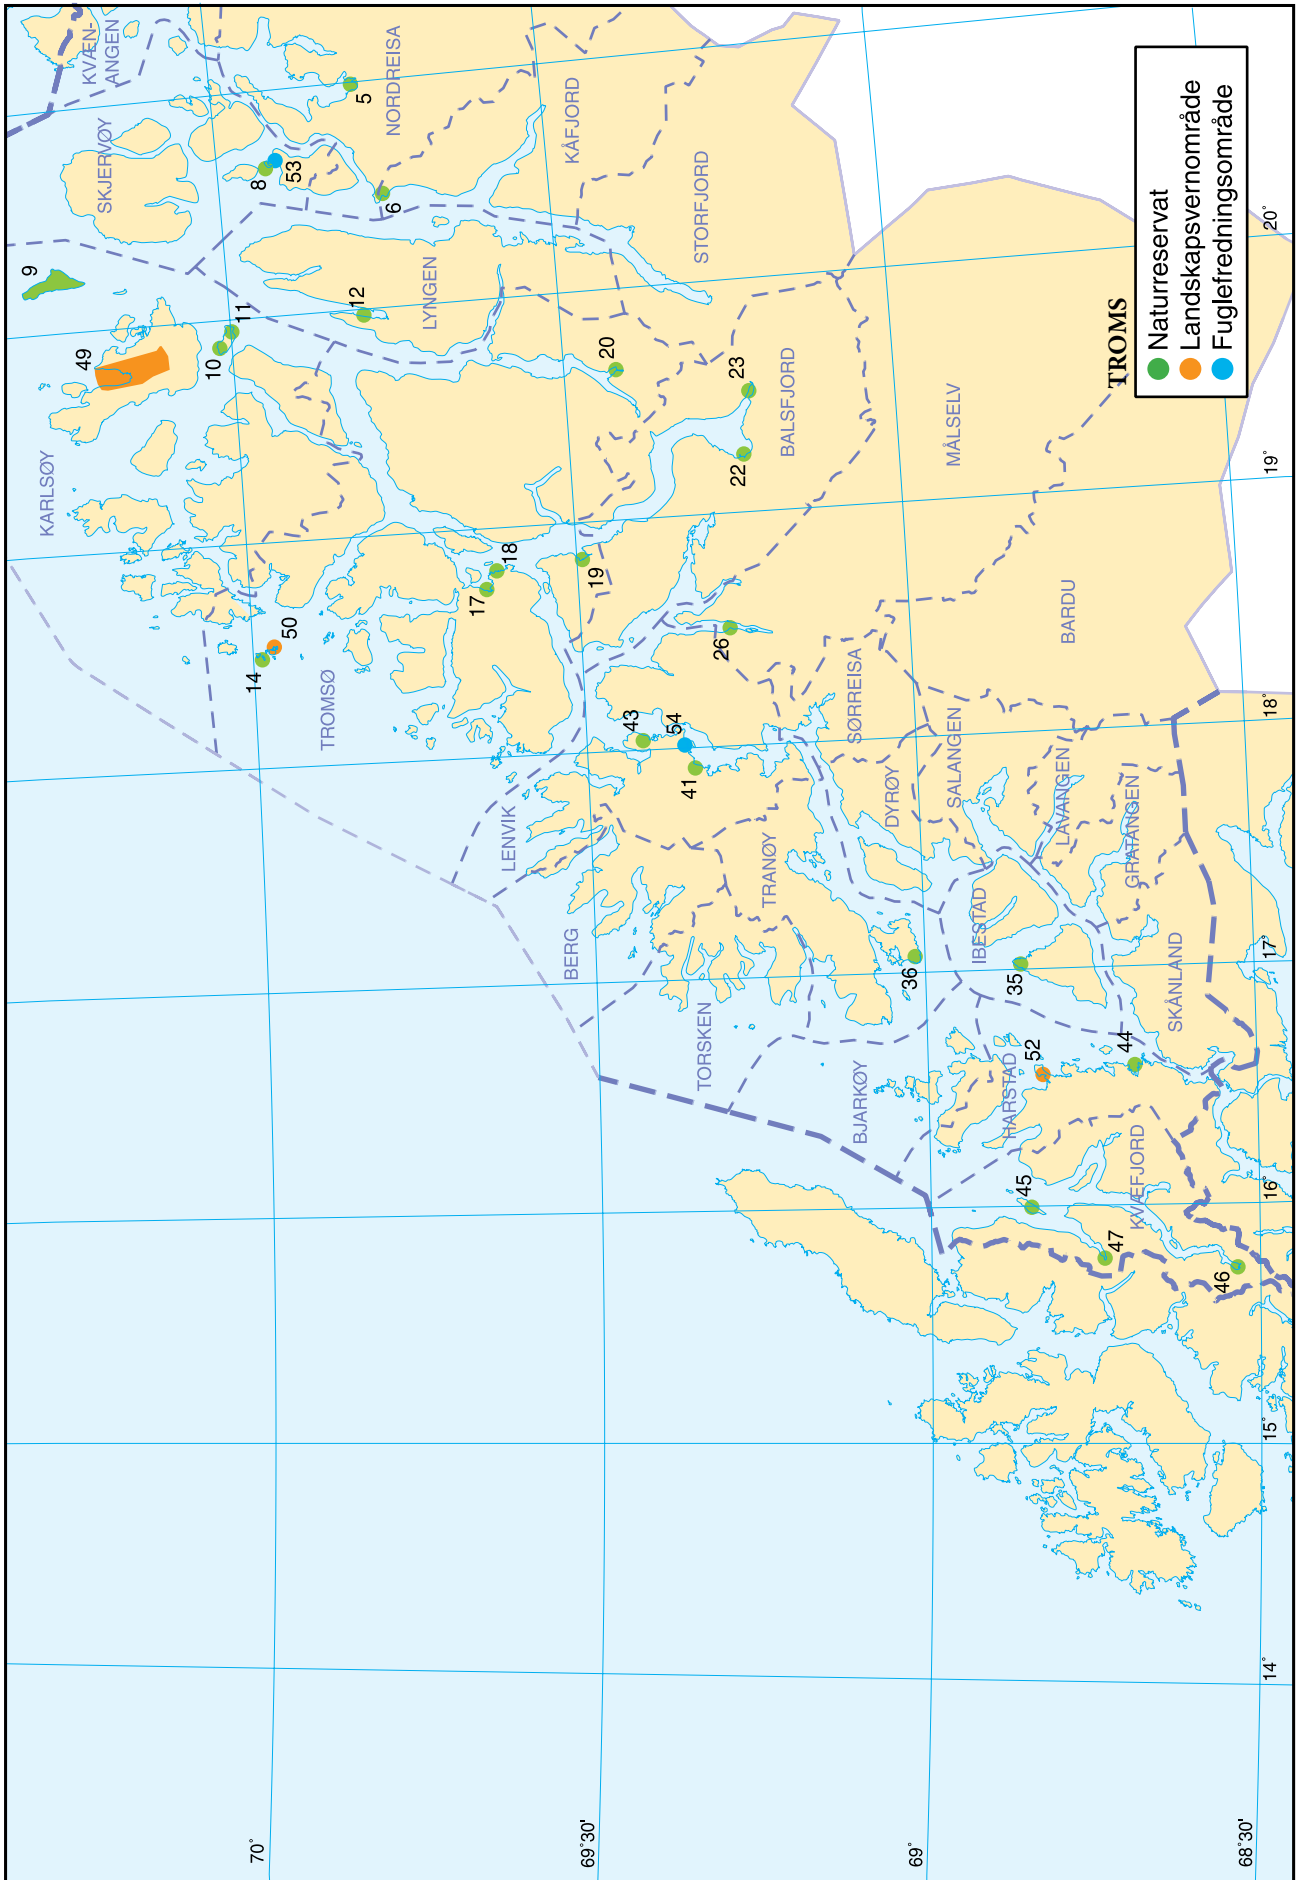 TROMS
Naturreservat
Landskapsvernområde
Fuglefredningsområde
KVÆN-
ANGEN
NORDREISA
SKJERVØY
KÅFJORD
STORFJORD
LYNGEN
KARLSØY
BALSFJORD
MÅLSELV
TROMSØ
BARDU
SØRREISA
SALANGEN
LENVIK
DYRØY
LAVANGEN
GRATANGEN
TRANØY
BERG
IBESTAD
SKÅNLAND
TORSKEN
BJARKØY
HARSTAD
KVÆFJORD
5
8
53
6
9
49
10
11
12
20
23
22
18
17
19
14
50
26
43
54
41
36
35
52
44
45
47
46
70°
69°30'
69°
68°30'
14°
15°
16°
17°
18°
19°
20°